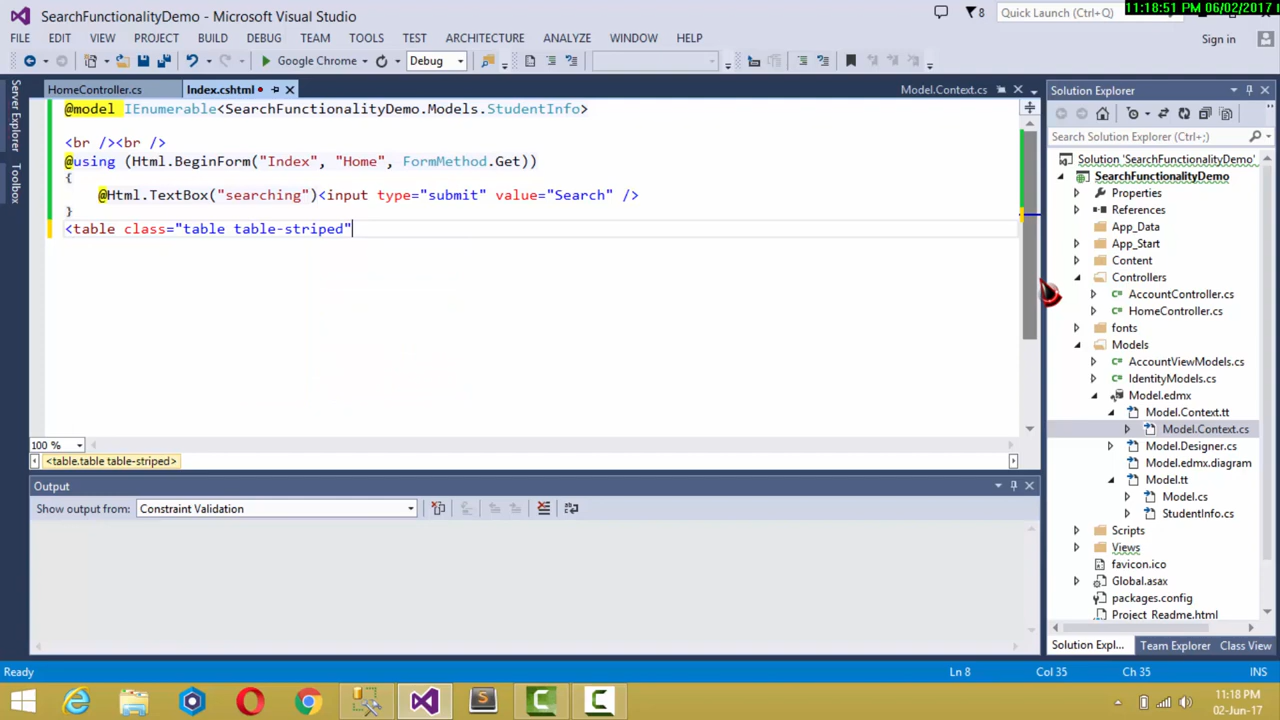 11:18:51 PM 06/02/2017
SearchFunctionalityDemo - Microsoft Visual Studio
8
Quick Launch (Ctrl+;)
FILE EDIT VIEW PROJECT BUILD DEBUG TEAM TOOLS TEST ARCHITECTURE ANALYZE WINDOW HELP
Sign in
Google Chrome
Debug
Server Explorer
Toolbox
HomeController.cs
Index.cshtml
Model.Context.cs
@model IEnumerable<SearchFunctionalityDemo.Models.StudentInfo>
<br /><br />
@using (Html.BeginForm("Index", "Home", FormMethod.Get))
{
@Html.TextBox("searching")<input type="submit" value="Search" />
}
<table class="table table-striped"
100 %
<table.table table-striped>
Output
Show output from: Constraint Validation
Solution Explorer
Search Solution Explorer (Ctrl+;)
Solution 'SearchFunctionalityDemo'
SearchFunctionalityDemo
Properties
References
App_Data
App_Start
Content
Controllers
AccountController.cs
HomeController.cs
fonts
Models
AccountViewModels.cs
IdentityModels.cs
Model.edmx
Model.Context.tt
Model.Context.cs
Model.Designer.cs
Model.edmx.diagram
Model.tt
Model.cs
StudentInfo.cs
Scripts
Views
favicon.ico
Global.asax
packages.config
Project_Readme.html
Solution Expl... Team Explorer Class View
Ready
Ln 8
Col 35
Ch 35
INS
11:18 PM
02-Jun-17